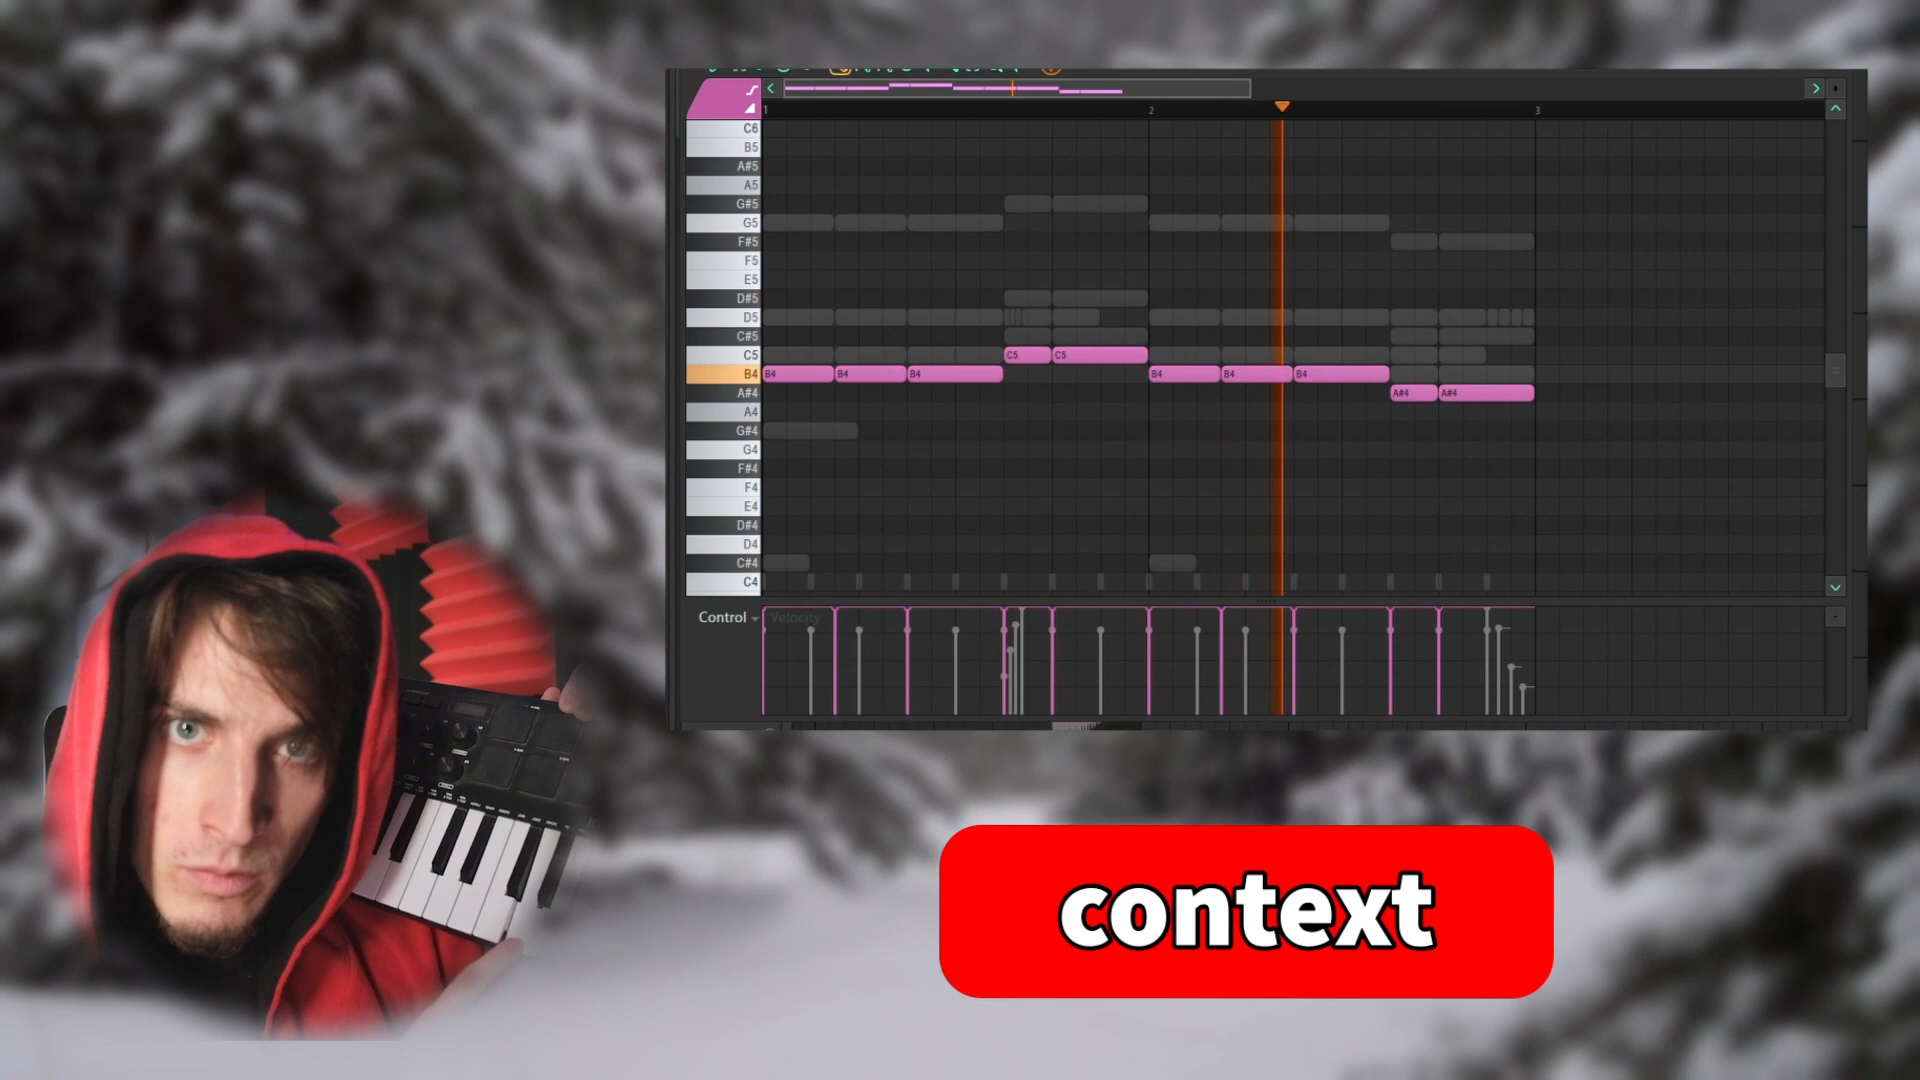 1 2 3
C6
B5
A#5
A5
G#5
G5
F#5
F5
E5
D#5
D5
C#5
C5 C5 C5
B4 B4 B4 B4 B4 B4 B4
A#4 A#4 A#4
A4
G#4
G4
F#4
F4
E4
D#4
D4
C#4
C4
Control Velocity
context